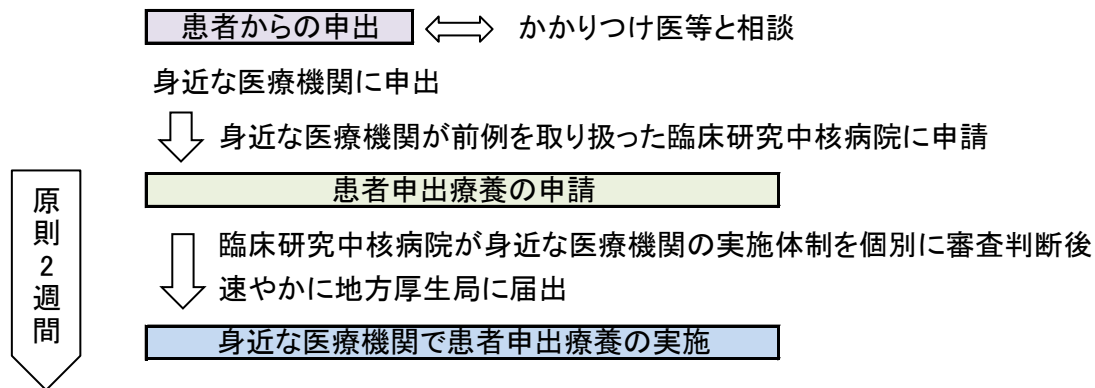 患者からの申出
かかりつけ医等と相談
身近な医療機関に申出
身近な医療機関が前例を取り扱った臨床研究中核病院に申請
原則2週間
患者申出療養の申請
臨床研究中核病院が身近な医療機関の実施体制を個別に審査判断後
速やかに地方厚生局に届出
身近な医療機関で患者申出療養の実施